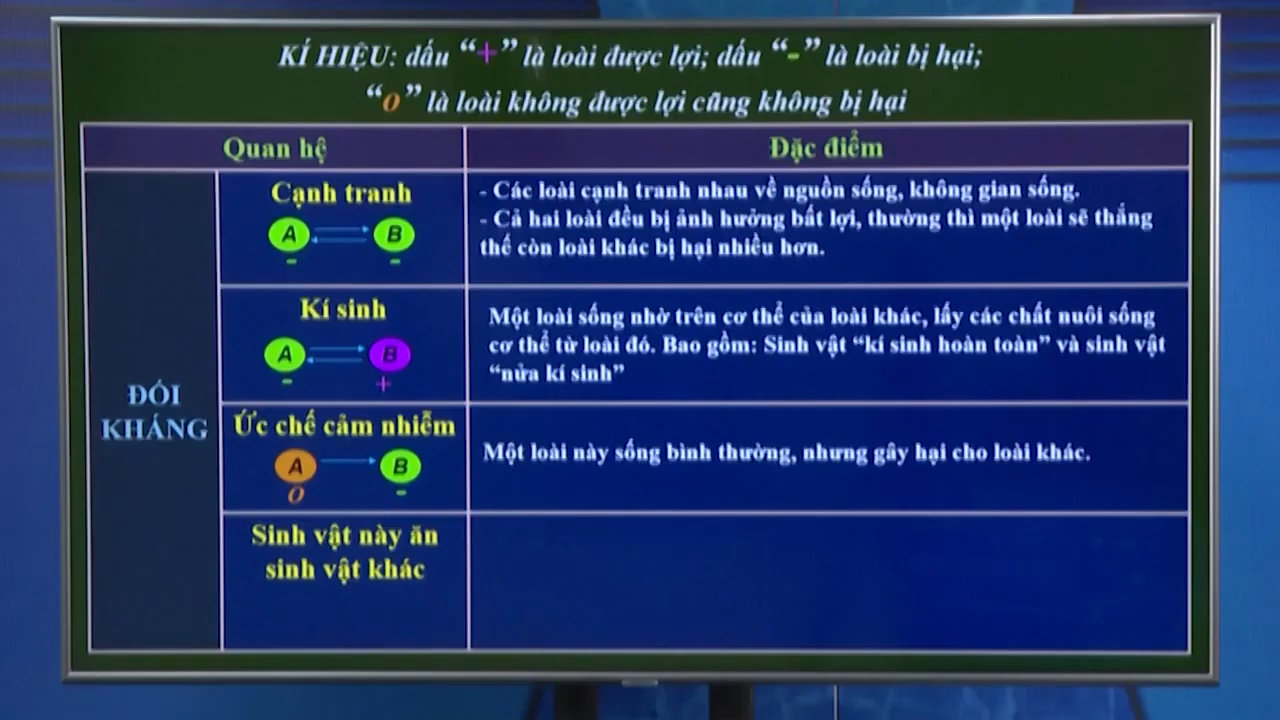 KÍ HIỆU: dấu “+” là loài được lợi; dấu “-” là loài bị hại;
“o” là loài không được lợi cũng không bị hại
Quan hệ
Đặc điểm
ĐỐI
KHÁNG
Cạnh tranh
A B
- -
- Các loài cạnh tranh nhau về nguồn sống, không gian sống.
- Cả hai loài đều bị ảnh hưởng bất lợi, thường thì một loài sẽ thắng
thế còn loài khác bị hại nhiều hơn.
Kí sinh
A B
- +
Một loài sống nhờ trên cơ thể của loài khác, lấy các chất nuôi sống
cơ thể từ loài đó. Bao gồm: Sinh vật “kí sinh hoàn toàn” và sinh vật
“nửa kí sinh”
Ức chế cảm nhiễm
A B
O -
Một loài này sống bình thường, nhưng gây hại cho loài khác.
Sinh vật này ăn
sinh vật khác